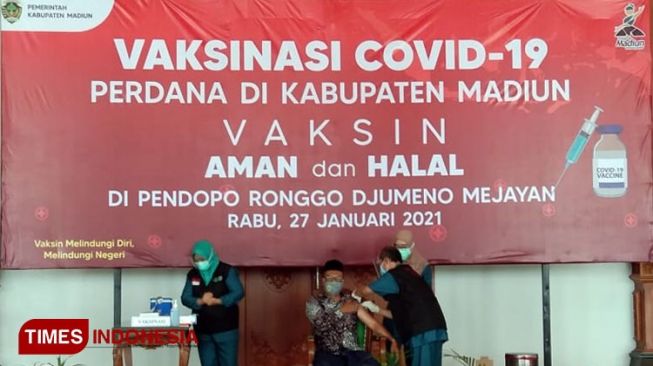 PEMERINTAH
KABUPATEN MADIUN
Madiun
VAKSINASI COVID-19
PERDANA DI KABUPATEN MADIUN
VAKSIN
AMAN dan HALAL
DI PENDOPO RONGGO DJUMENO MEJAYAN
RABU, 27 JANUARI 2021
COVID-19
VACCINE
Vaksin Melindungi Diri,
Melindungi Negeri
VAKSINASI
TIMES INDONESIA